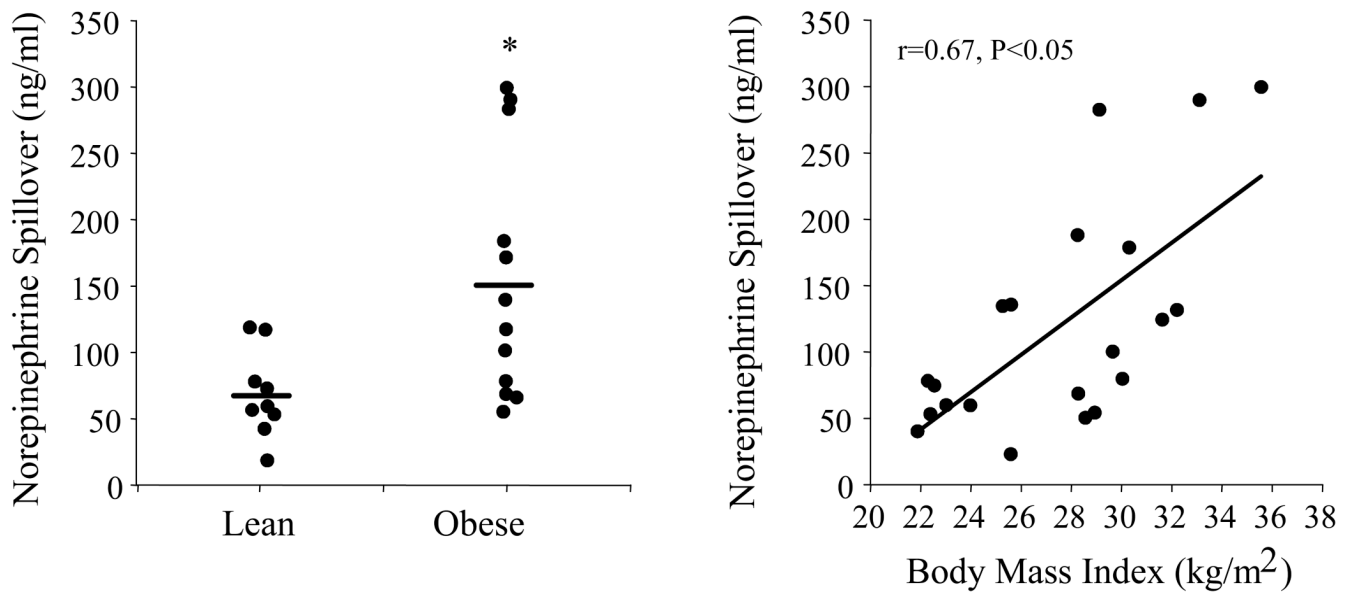 Norepinephrine Spillover (ng/ml)
350
300
250
200
150
100
50
0
*
Lean Obese
Norepinephrine Spillover (ng/ml)
350
300
250
200
150
100
50
0
r=0.67, P<0.05
20 22 24 26 28 30 32 34 36 38
Body Mass Index (kg/m²)